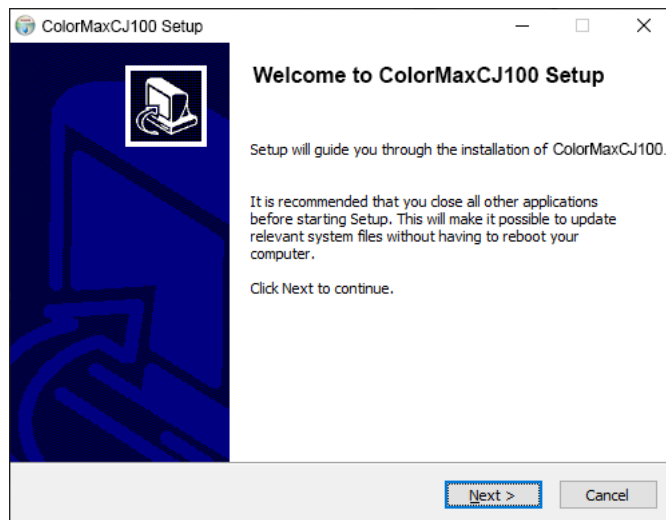 ColorMaxCJ100 Setup
Welcome to ColorMaxCJ100 Setup
Setup will guide you through the installation of ColorMaxCJ100.
It is recommended that you close all other applications
before starting Setup. This will make it possible to update
relevant system files without having to reboot your
computer.
Click Next to continue.
Next > Cancel